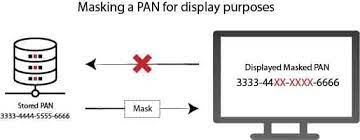 Masking a PAN for display purposes
Displayed Masked PAN
3333-44XX-XXXX-6666
Stored PAN
3333-4444-5555-6666
Mask